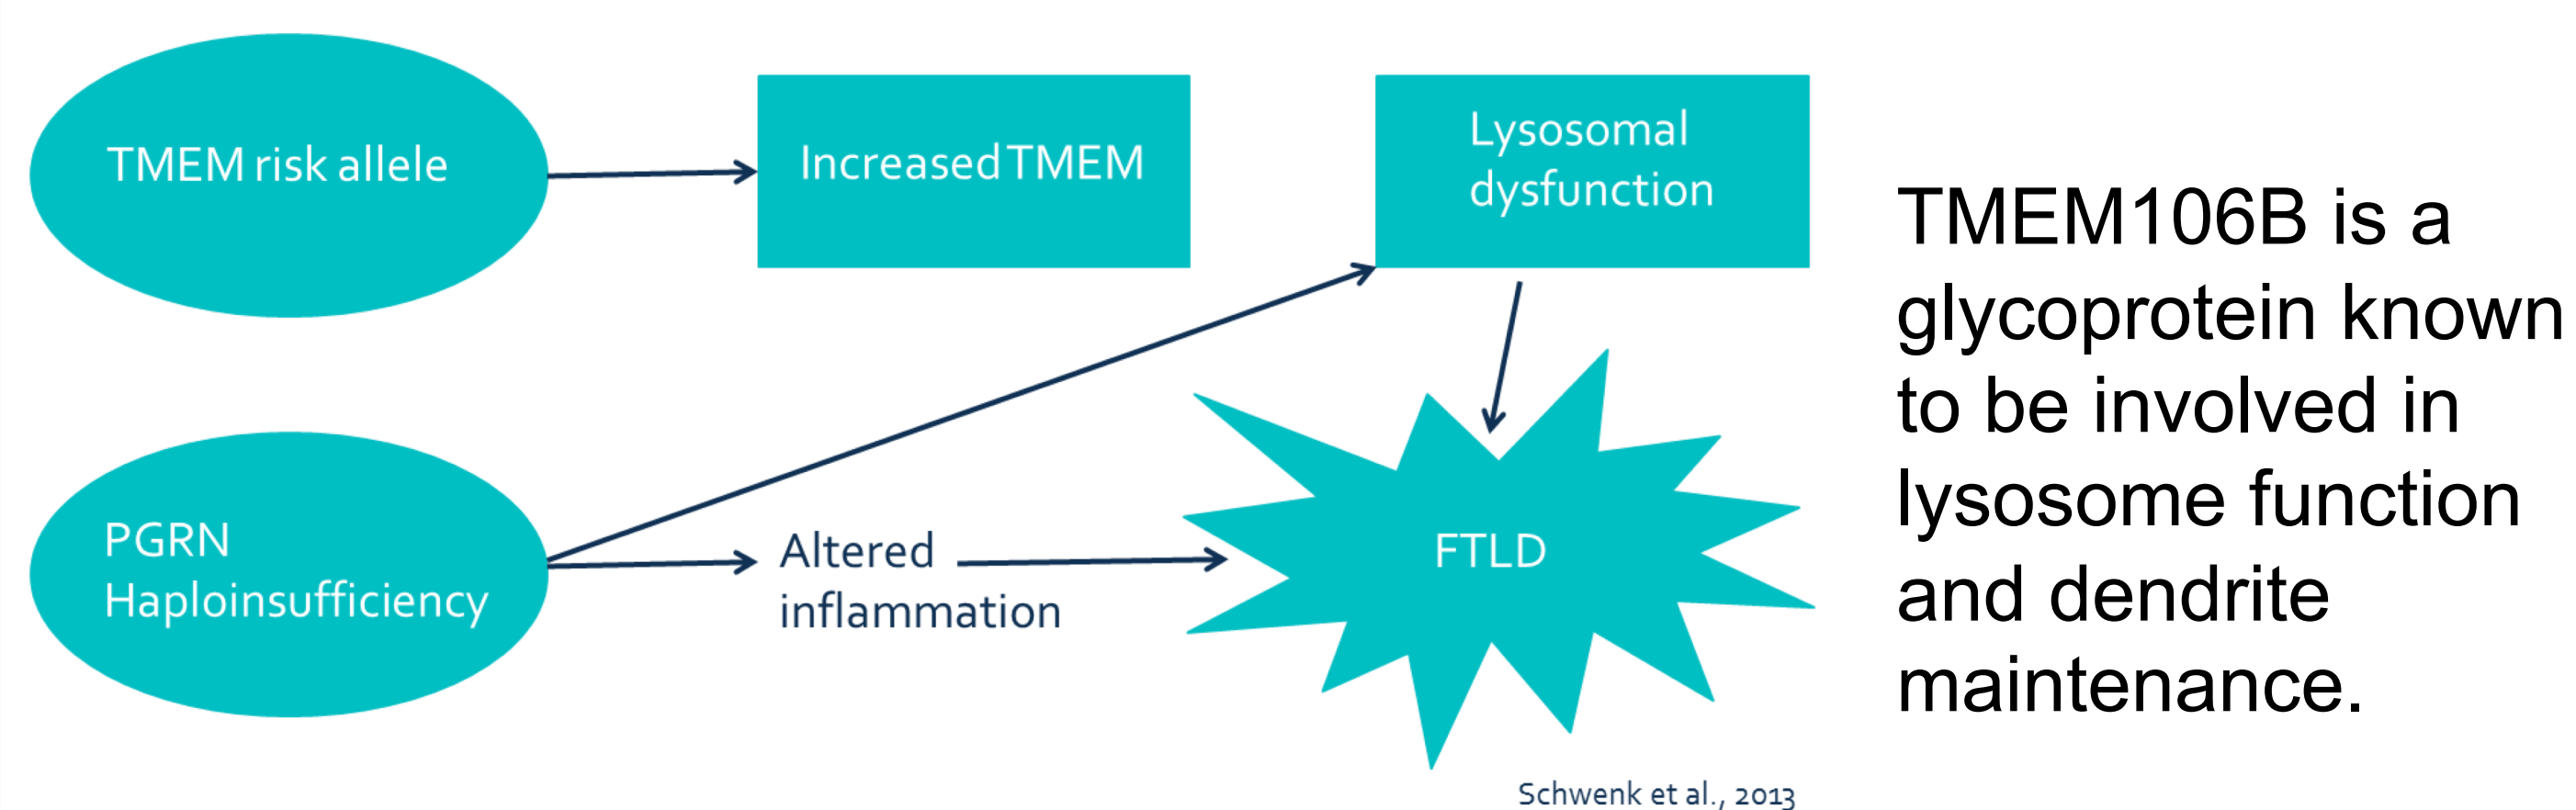 TMEM risk allele
Increased TMEM
Lysosomal
dysfunction
PGRN
Haploinsufficiency
Altered
inflammation
FTLD
Schwenk et al., 2013
TMEM106B is a
glycoprotein known
to be involved in
lysosome function
and dendrite
maintenance.